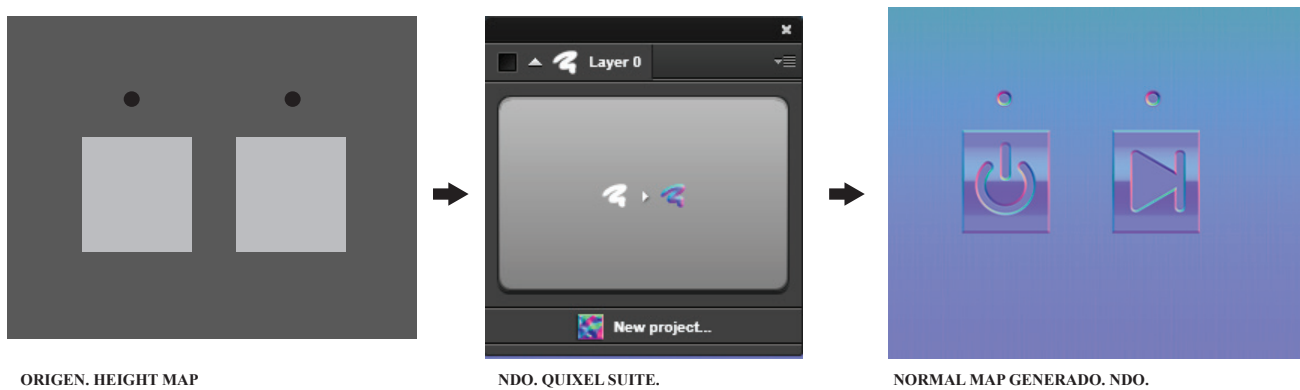 Layer 0
New project...
ORIGEN. HEIGHT MAP
NDO. QUIXEL SUITE.
NORMAL MAP GENERADO. NDO.